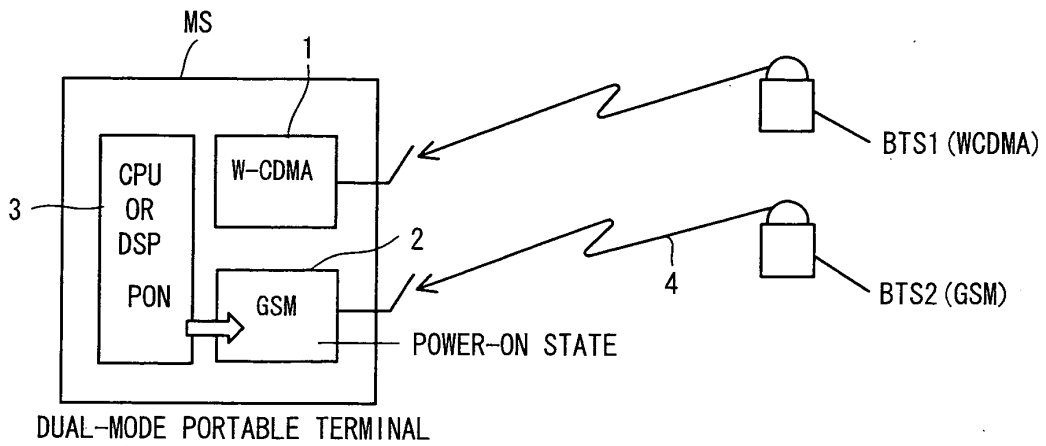 MS
1
W-CDMA
CPU
OR
DSP
3
PON
2
GSM
POWER-ON STATE
4
BTS1(WCDMA)
BTS2(GSM)
DUAL-MODE PORTABLE TERMINAL